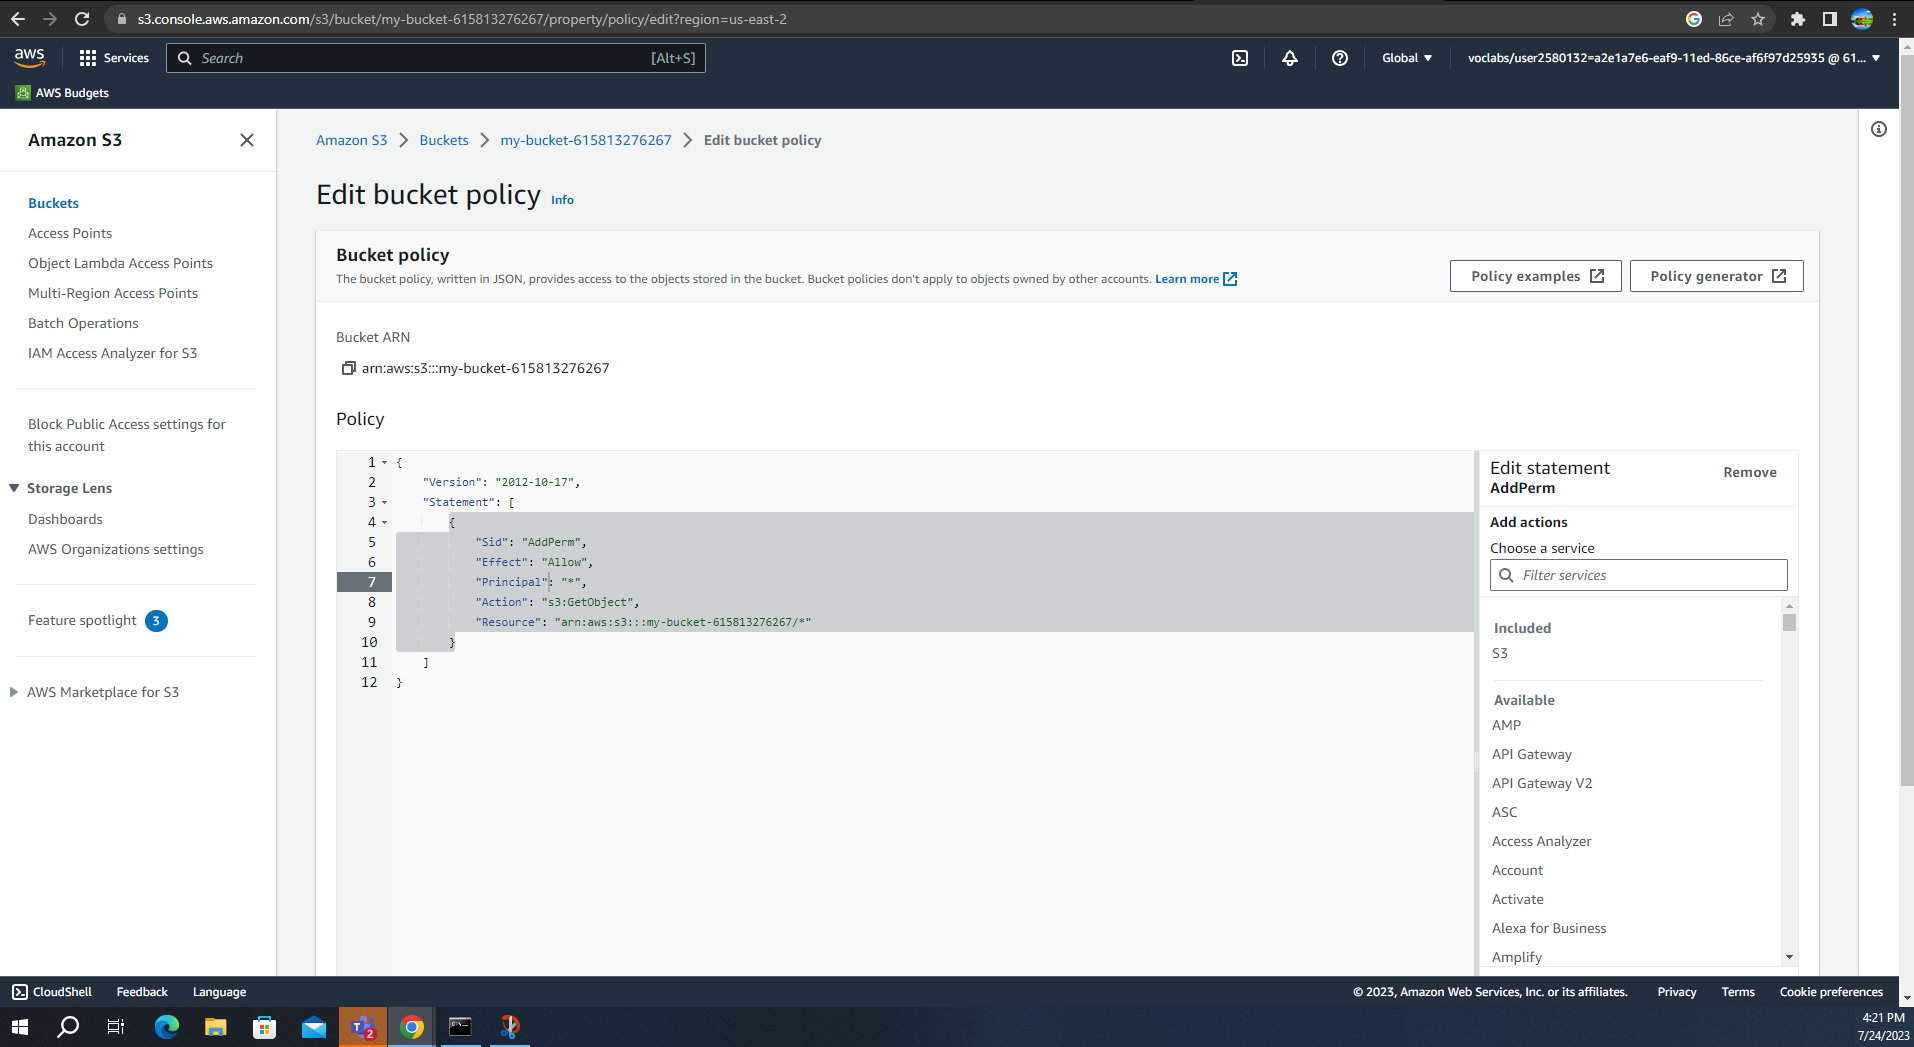 s3.console.aws.amazon.com/s3/bucket/my-bucket-615813276267/property/policy/edit?region=us-east-2
aws
Services
Search
[Alt+S]
Global
voclabs/user2580132=a2e1a7e6-eaf9-11ed-86ce-af6f97d25935 @ 61...
AWS Budgets
Amazon S3
Buckets
Access Points
Object Lambda Access Points
Multi-Region Access Points
Batch Operations
IAM Access Analyzer for S3
Block Public Access settings for
this account
Storage Lens
Dashboards
AWS Organizations settings
Feature spotlight 3
AWS Marketplace for S3
Amazon S3 > Buckets > my-bucket-615813276267 > Edit bucket policy
Edit bucket policy Info
Bucket policy
The bucket policy, written in JSON, provides access to the objects stored in the bucket. Bucket policies don't apply to objects owned by other accounts. Learn more
Policy examples
Policy generator
Bucket ARN
arn:aws:s3:::my-bucket-615813276267
Policy
1 {
2 "Version": "2012-10-17",
3 "Statement": [
4 {
5 "Sid": "AddPerm",
6 "Effect": "Allow",
7 "Principal": "*",
8 "Action": "s3:GetObject",
9 "Resource": "arn:aws:s3:::my-bucket-615813276267/*"
10 }
11 ]
12 }
Edit statement
AddPerm
Remove
Add actions
Choose a service
Filter services
Included
S3
Available
AMP
API Gateway
API Gateway V2
ASC
Access Analyzer
Account
Activate
Alexa for Business
Amplify
CloudShell
Feedback
Language
© 2023, Amazon Web Services, Inc. or its affiliates.
Privacy
Terms
Cookie preferences
T
2
4:21 PM
7/24/2023